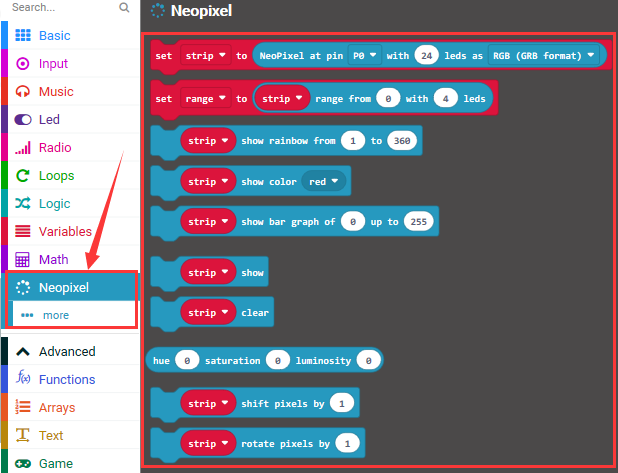 Search...
Basic
Input
Music
Led
Radio
Loops
Logic
Variables
Math
Neopixel
more
Advanced
Functions
Arrays
Text
Game
Neopixel
set strip to NeoPixel at pin P0 with 24 leds as RGB (GRB format)
set range to strip range from 0 with 4 leds
strip show rainbow from 1 to 360
strip show color red
strip show bar graph of 0 up to 255
strip show
strip clear
hue 0 saturation 0 luminosity 0
strip shift pixels by 1
strip rotate pixels by 1